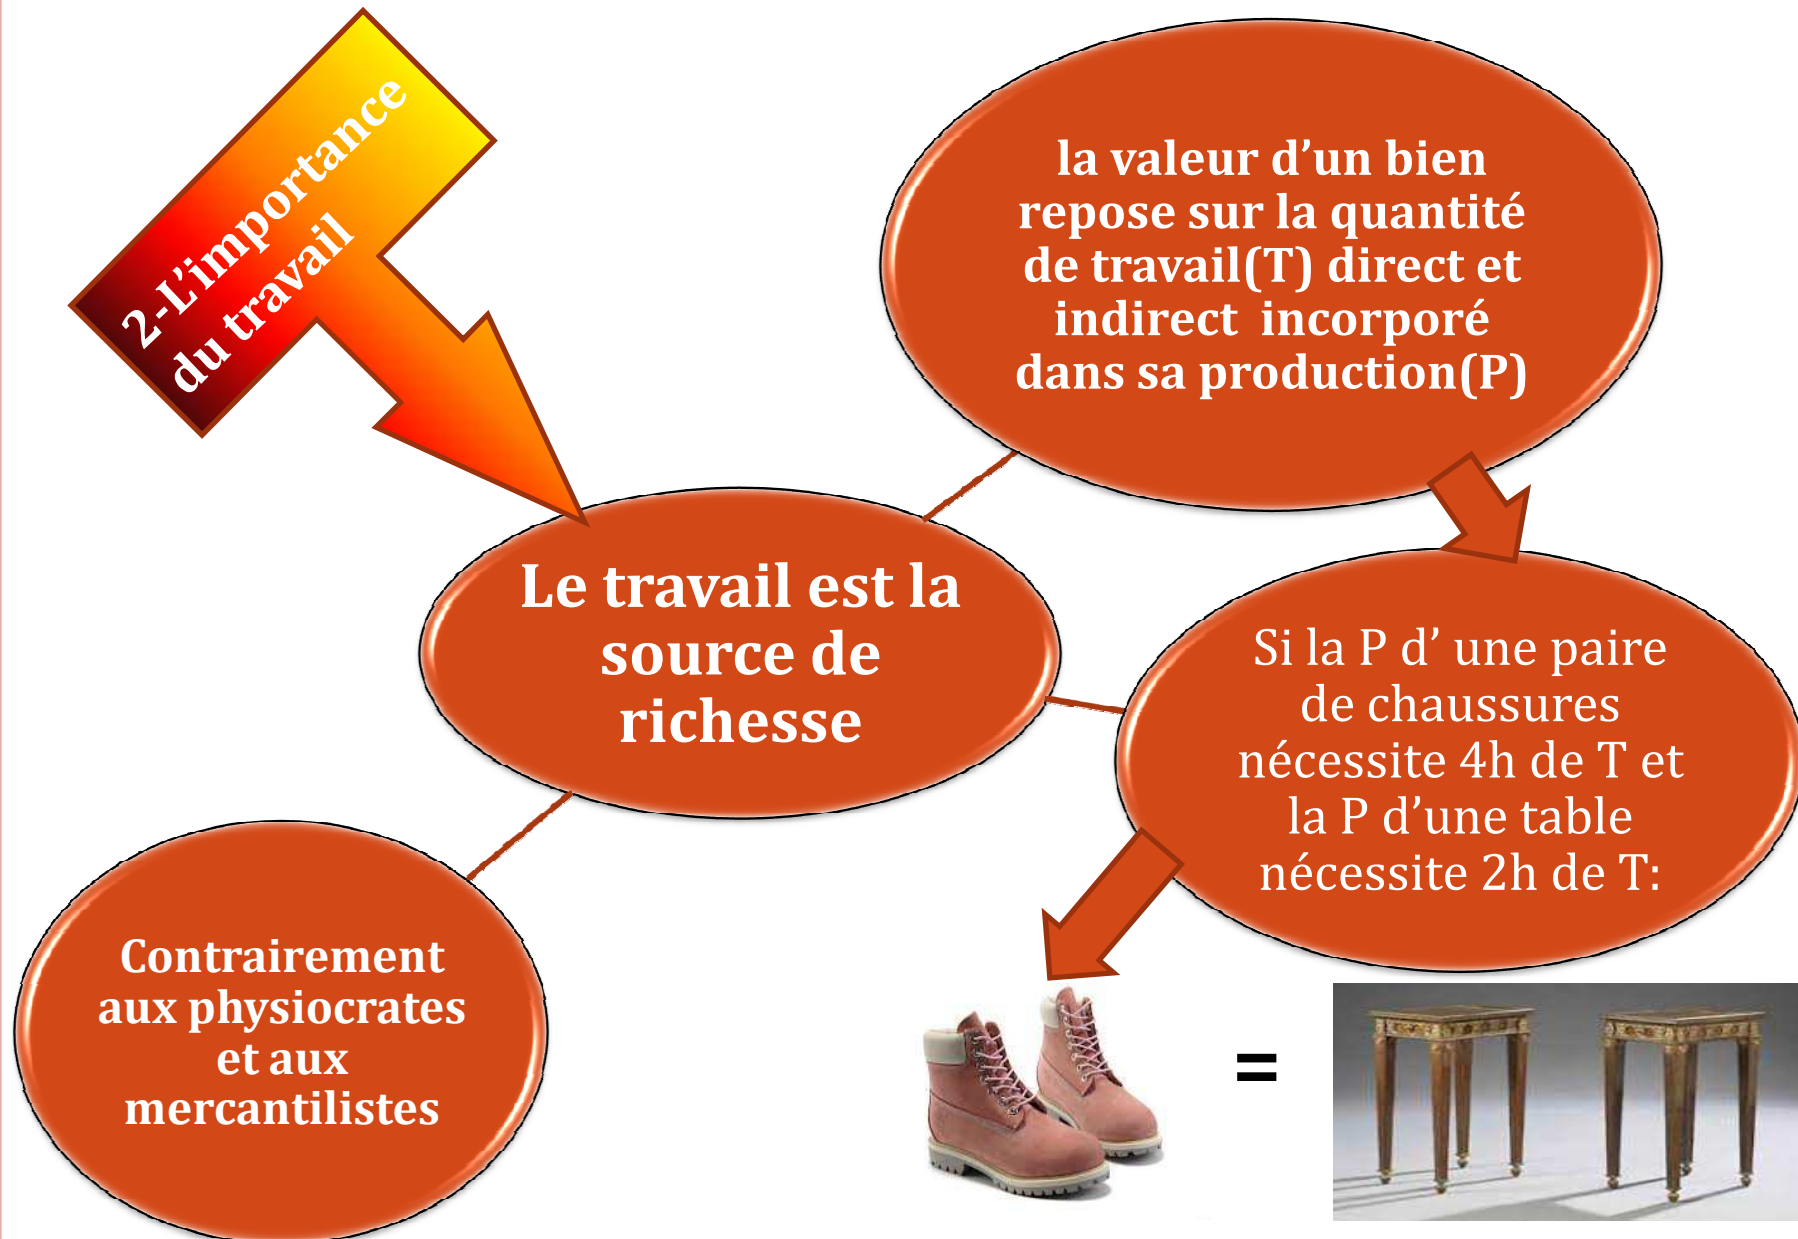 2-L’importance
du travail
la valeur d’un bien
repose sur la quantité
de travail(T) direct et
indirect  incorporé
dans sa production(P)
Le travail est la
source de
richesse
Si la P d’ une paire
de chaussures
nécessite 4h de T et
la P d’une table
nécessite 2h de T:
Contrairement
aux physiocrates
et aux
mercantilistes
=